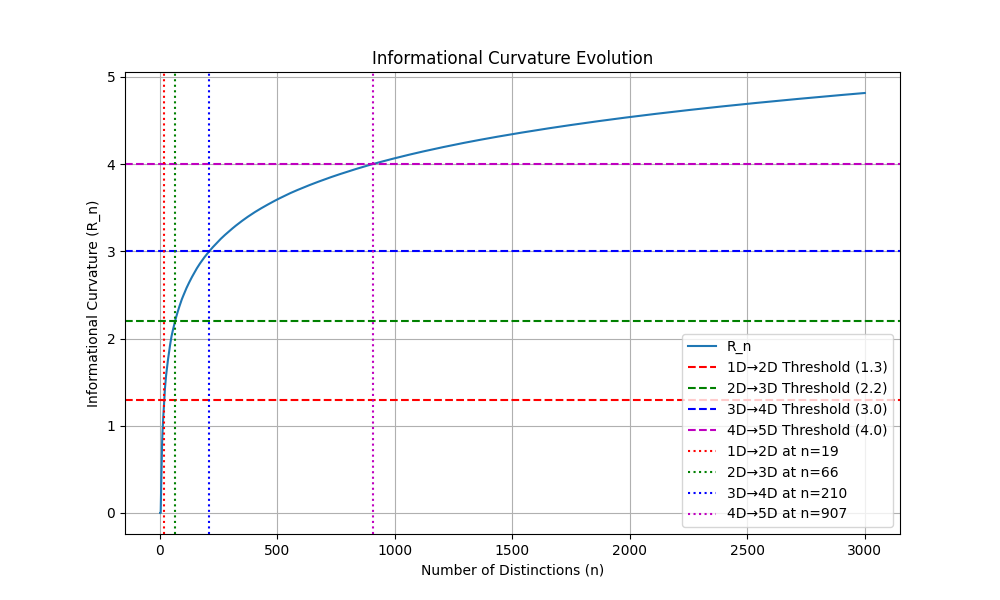 Informational Curvature Evolution
Informational Curvature (R_n)
5
4
3
2
1
0
R_n
1D→2D Threshold (1.3)
2D→3D Threshold (2.2)
3D→4D Threshold (3.0)
4D→5D Threshold (4.0)
1D→2D at n=19
2D→3D at n=66
3D→4D at n=210
4D→5D at n=907
0 500 1000 1500 2000 2500 3000
Number of Distinctions (n)